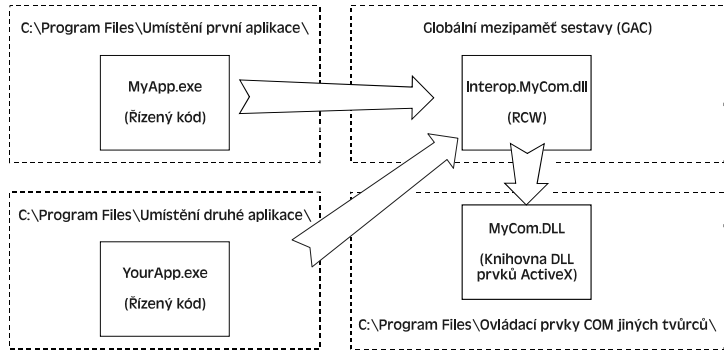 C:\Program Files\Umístění první aplikace\
MyApp.exe
(Řízený kód)
Globální mezipaměť sestavy (GAC)
Interop.MyCom.dll
(RCW)
C:\Program Files\Umístění druhé aplikace\
YourApp.exe
(Řízený kód)
MyCom.DLL
(Knihovna DLL
prvků ActiveX)
C:\Program Files\Ovládací prvky COM jiných tvůrců\